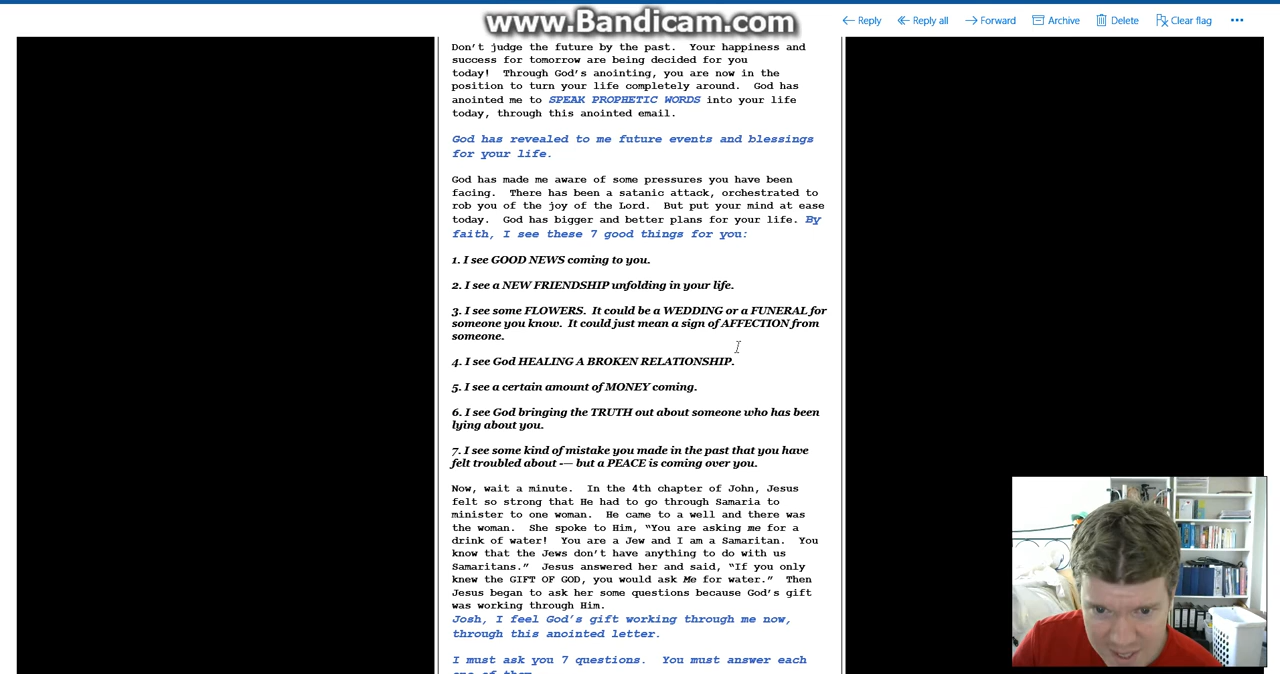 www.Bandicam.com
Reply
Reply all
Forward
Archive
Delete
Clear flag
Don't judge the future by the past. Your happiness and
success for tomorrow are being decided for you
today! Through God's anointing, you are now in the
position to turn your life completely around. God has
anointed me to SPEAK PROPHETIC WORDS into your life
today, through this anointed email.
God has revealed to me future events and blessings
for your life.
God has made me aware of some pressures you have been
facing. There has been a satanic attack, orchestrated to
rob you of the joy of the Lord. But put your mind at ease
today. God has bigger and better plans for your life. By
faith, I see these 7 good things for you:
1. I see GOOD NEWS coming to you.
2. I see a NEW FRIENDSHIP unfolding in your life.
3. I see some FLOWERS. It could be a WEDDING or a FUNERAL for
someone you know. It could just mean a sign of AFFECTION from
someone.
4. I see God HEALING A BROKEN RELATIONSHIP.
5. I see a certain amount of MONEY coming.
6. I see God bringing the TRUTH out about someone who has been
lying about you.
7. I see some kind of mistake you made in the past that you have
felt troubled about -— but a PEACE is coming over you.
Now, wait a minute. In the 4th chapter of John, Jesus
felt so strong that He had to go through Samaria to
minister to one woman. He came to a well and there was
the woman. She spoke to Him, “You are asking me for a
drink of water! You are a Jew and I am a Samaritan. You
know that the Jews don't have anything to do with us
Samaritans.” Jesus answered her and said, “If you only
knew the GIFT OF GOD, you would ask Me for water.” Then
Jesus began to ask her some questions because God's gift
was working through Him.
Josh, I feel God's gift working through me now,
through this anointed letter.
I must ask you 7 questions. You must answer each
one of them